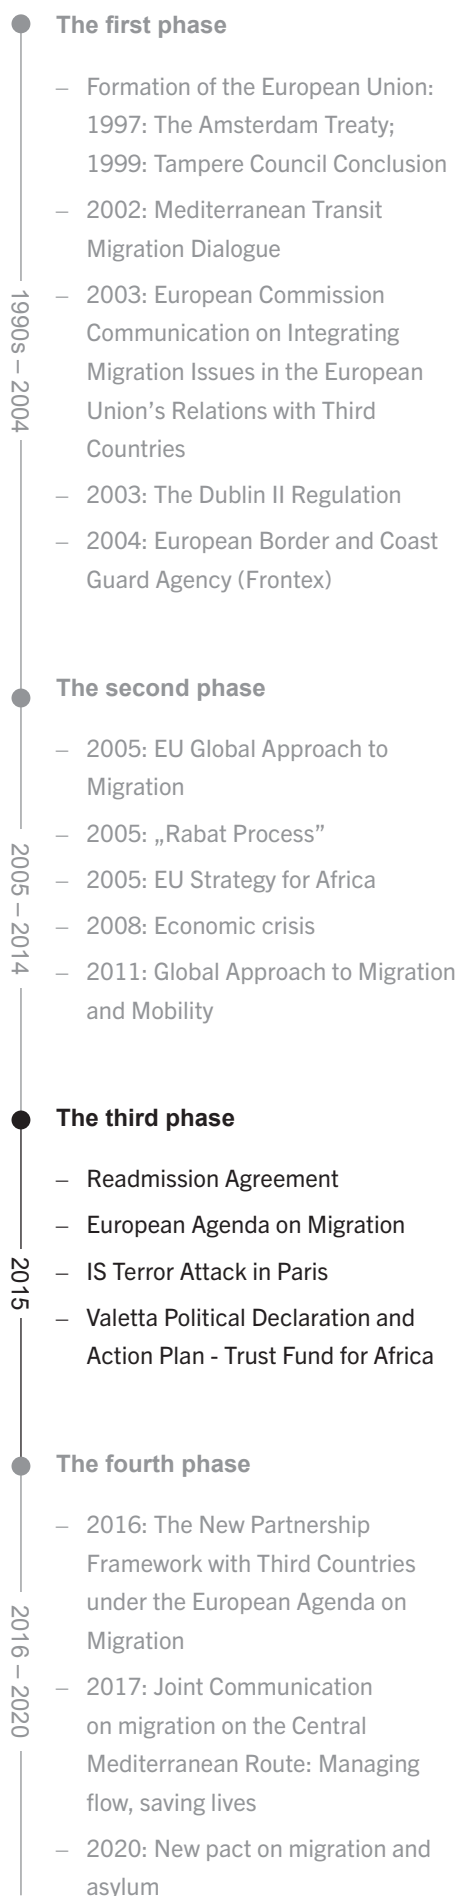 The first phase
– Formation of the European Union:
1997: The Amsterdam Treaty;
1999: Tampere Council Conclusion
– 2002: Mediterranean Transit
Migration Dialogue
– 2003: European Commission
Communication on Integrating
Migration Issues in the European
Union’s Relations with Third
Countries
– 2003: The Dublin II Regulation
– 2004: European Border and Coast
Guard Agency (Frontex)
1990s – 2004
The second phase
– 2005: EU Global Approach to
Migration
– 2005: „Rabat Process”
– 2005: EU Strategy for Africa
– 2008: Economic crisis
– 2011: Global Approach to Migration
and Mobility
2005 – 2014
The third phase
– Readmission Agreement
– European Agenda on Migration
– IS Terror Attack in Paris
– Valetta Political Declaration and
Action Plan - Trust Fund for Africa
2015
The fourth phase
– 2016: The New Partnership
Framework with Third Countries
under the European Agenda on
Migration
– 2017: Joint Communication
on migration on the Central
Mediterranean Route: Managing
flow, saving lives
– 2020: New pact on migration and
asylum
2016 – 2020